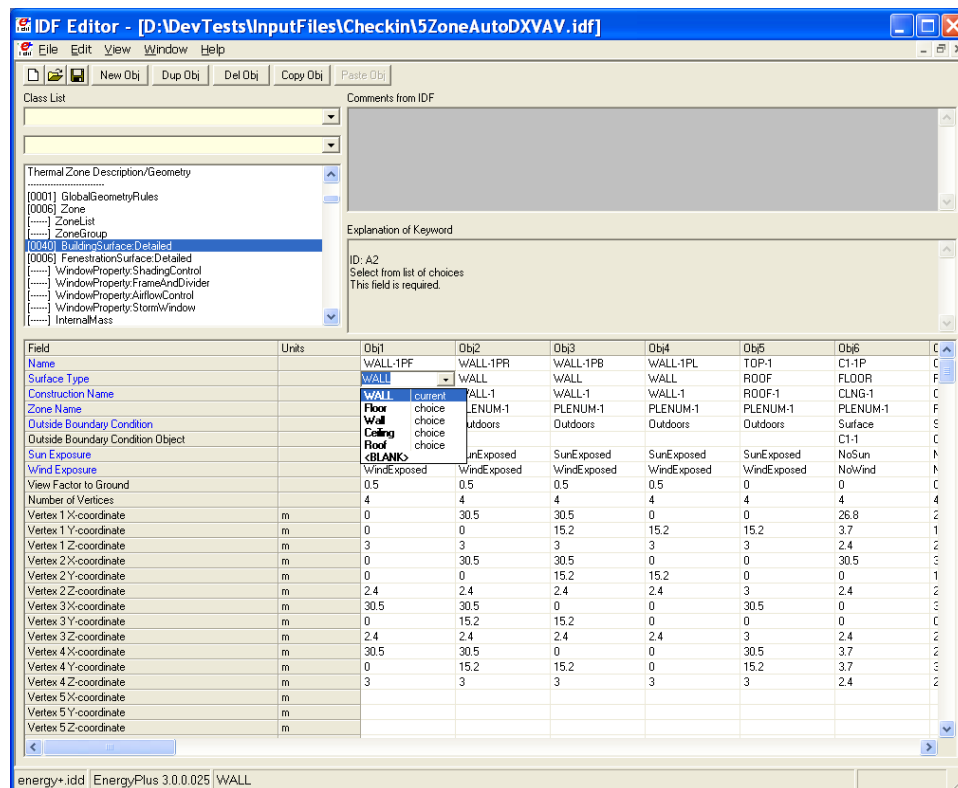 IDF Editor - [D:\DevTests\InputFiles\Checkin\5ZoneAutoDXVAV.idf]
File Edit View Window Help
New Obj Dup Obj Del Obj Copy Obj Paste Obj
Class List Comments from IDF
Thermal Zone Description/Geometry
--------------------------
[0001] GlobalGeometryRules
[0006] Zone
[------] ZoneList
[------] ZoneGroup
[0040] BuildingSurface:Detailed
[0006] FenestrationSurface:Detailed
[------] WindowProperty:ShadingControl
[------] WindowProperty:FrameAndDivider
[------] WindowProperty:AirflowControl
[------] WindowProperty:StormWindow
[------] InternalMass
Explanation of Keyword
ID: A2
Select from list of choices
This field is required.
Field Units Obj1 Obj2 Obj3 Obj4 Obj5 Obj6
Name WALL-1PF WALL-1PR WALL-1PB WALL-1PL TOP-1 C1-1P
Surface Type WALL WALL WALL WALL ROOF FLOOR
Construction Name WALL-1 WALL-1 WALL-1 ROOF-1 CLNG-1
Zone Name PLENUM-1 PLENUM-1 PLENUM-1 PLENUM-1 PLENUM-1
Outside Boundary Condition utdoors Outdoors Outdoors Outdoors Surface
Outside Boundary Condition Object C1-1
Sun Exposure unExposed SunExposed SunExposed SunExposed NoSun
Wind Exposure WindExposed WindExposed WindExposed WindExposed WindExposed NoWind
WALL current
Floor choice
Wall choice
Ceiling choice
Roof choice
<BLANK>
View Factor to Ground 0.5 0.5 0.5 0.5 0 0
Number of Vertices 4 4 4 4 4 4
Vertex 1 X-coordinate m 0 30.5 30.5 0 0 26.8
Vertex 1 Y-coordinate m 0 0 15.2 15.2 15.2 3.7
Vertex 1 Z-coordinate m 3 3 3 3 3 2.4
Vertex 2 X-coordinate m 0 30.5 30.5 0 0 30.5
Vertex 2 Y-coordinate m 0 0 15.2 15.2 0 0
Vertex 2 Z-coordinate m 2.4 2.4 2.4 2.4 3 2.4
Vertex 3 X-coordinate m 30.5 30.5 0 0 30.5 0
Vertex 3 Y-coordinate m 0 15.2 15.2 0 0 0
Vertex 3 Z-coordinate m 2.4 2.4 2.4 2.4 3 2.4
Vertex 4 X-coordinate m 30.5 30.5 0 0 30.5 3.7
Vertex 4 Y-coordinate m 0 15.2 15.2 0 15.2 3.7
Vertex 4 Z-coordinate m 3 3 3 3 3 2.4
Vertex 5 X-coordinate m
Vertex 5 Y-coordinate m
Vertex 5 Z-coordinate m
energy+.idd EnergyPlus 3.0.0.025 WALL